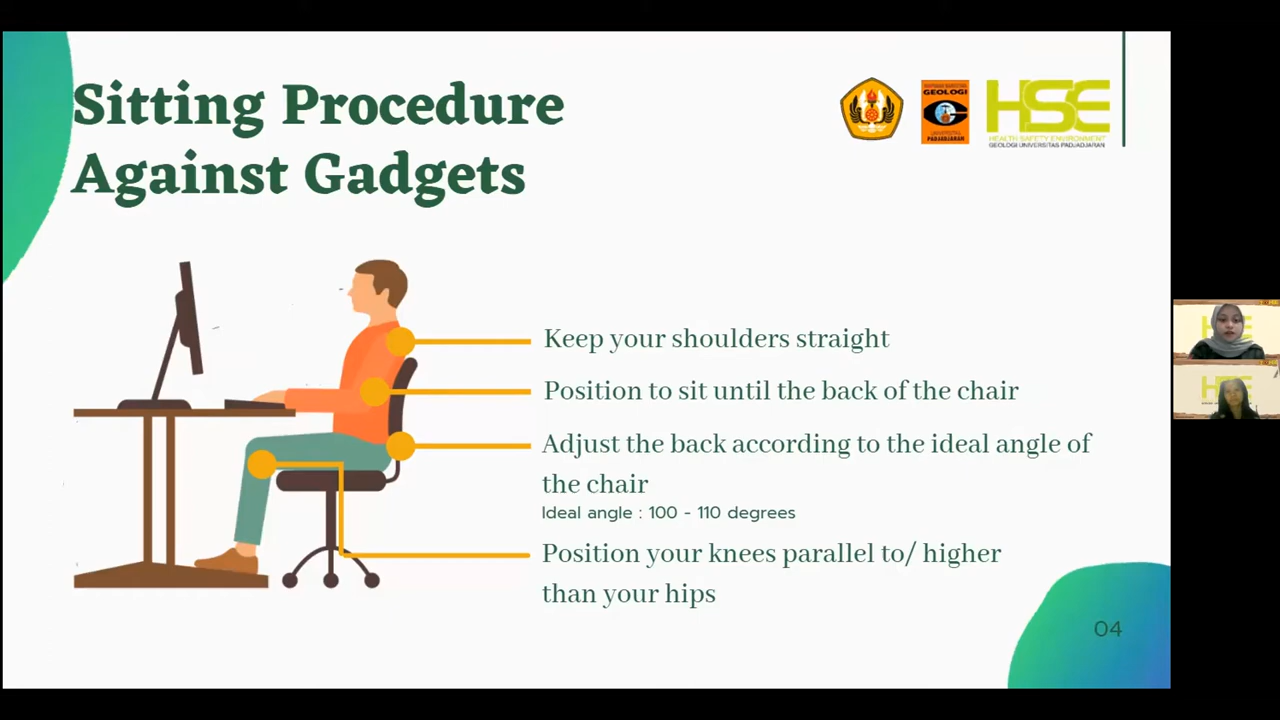 Sitting Procedure
Against Gadgets
GEOLOGI
UNIVERSITAS
PADJADJARAN
HSE
HEALTH SAFETY ENVIRONMENT
GEOLOGI UNIVERSITAS PADJADJARAN
Keep your shoulders straight
Position to sit until the back of the chair
Adjust the back according to the ideal angle of
the chair
Ideal angle : 100 - 110 degrees
Position your knees parallel to/ higher
than your hips
04